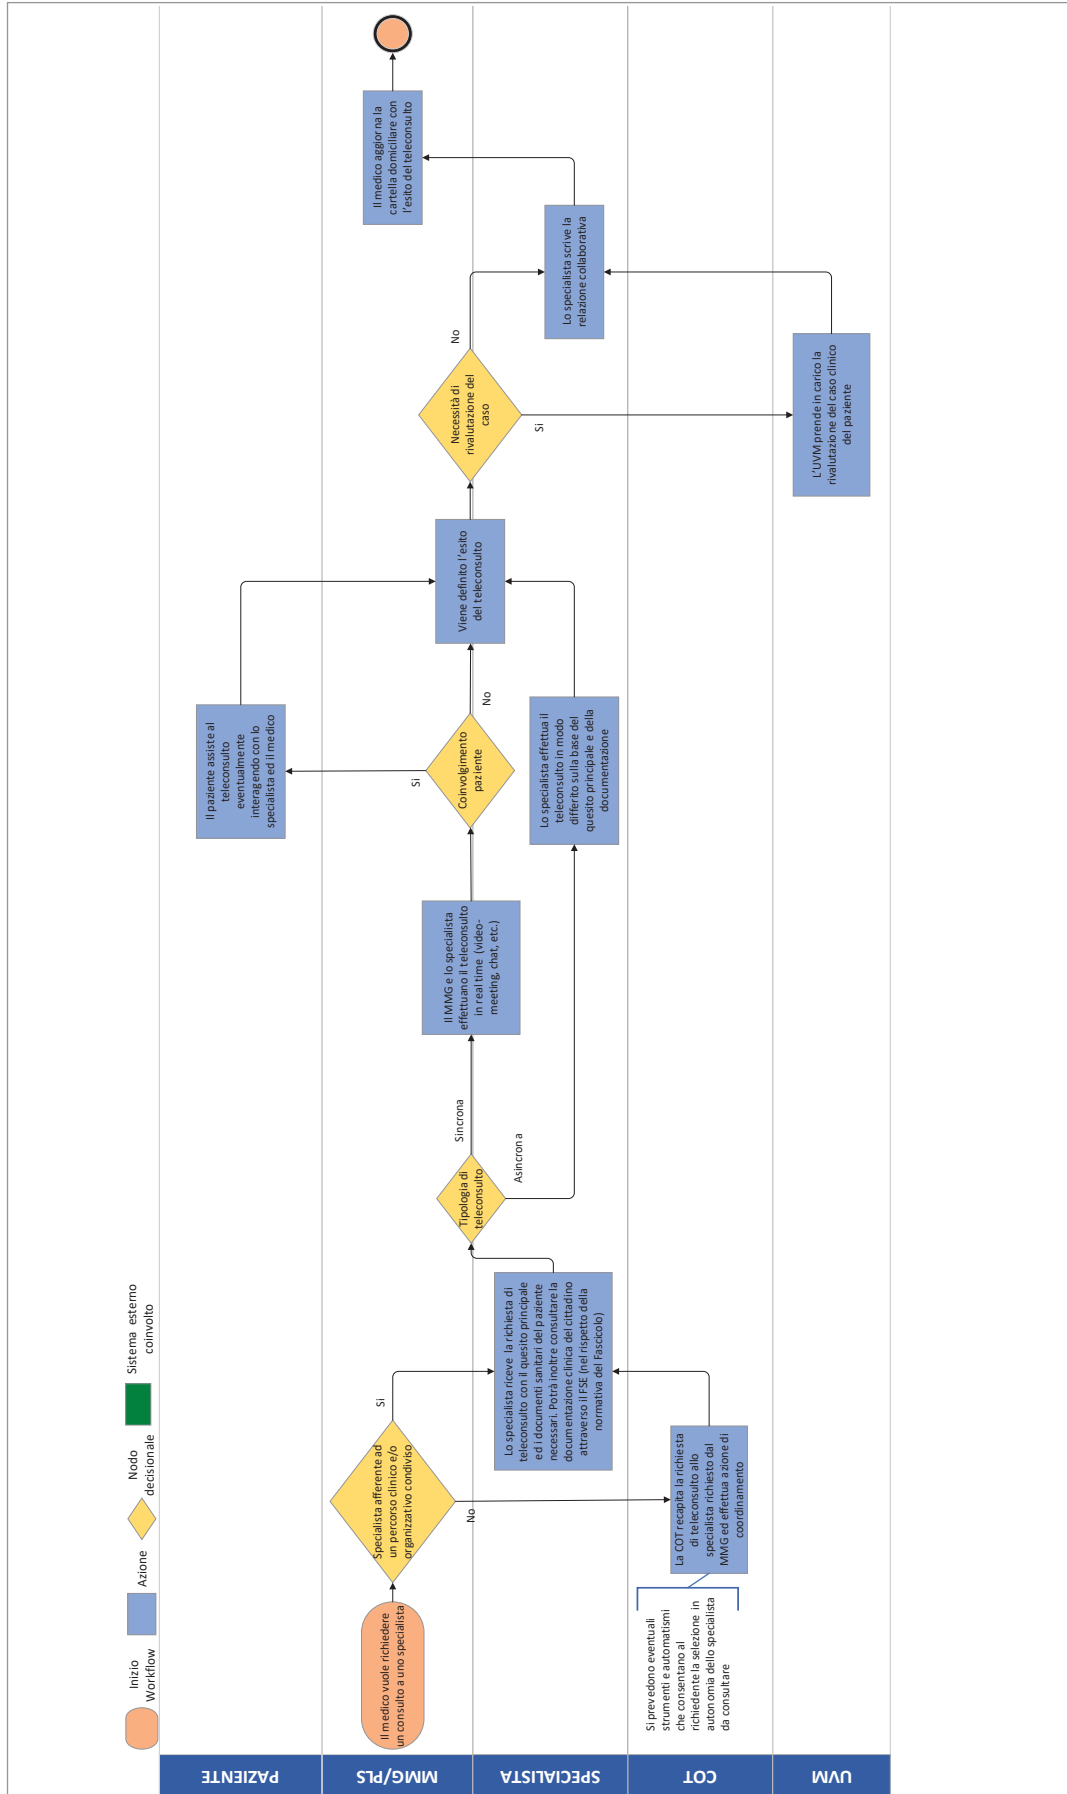 Inizio
Workflow
Azione
Nodo
decisionale
Sistema esterno
coinvolto
PAZIENTE
MMG/PLS
SPECIALISTA
COT
UVM
Il medico vuole richiedere
un consulto a uno specialista
Specialista afferente ad
un percorso clinico e/o
organizzativo condiviso
Si
No
Si prevedono eventuali
strumenti e automatismi
che consentano al
richiedente la selezione in
autonomia dello specialista
da consultare
La COT recapita la richiesta
di teleconsulto allo
specialista richiesto dal
MMG ed effettua azione di
coordinamento
Lo specialista riceve la richiesta di
teleconsulto con il quesito principale
ed i documenti sanitari del paziente
necessari. Potrà inoltre consultare la
documentazione clinica del cittadino
attraverso il FSE (nel rispetto della
normativa del Fascicolo)
Tipologia di
teleconsulto
Sincrona
Asincrona
Il MMG e lo specialista
effettuano il teleconsulto
in real time (video-
meeting, chat, etc.)
Coinvolgimento
paziente
Si
No
Il paziente assiste al
teleconsulto
eventualmente
interagendo con lo
specialista ed il medico
Lo specialista effettua il
teleconsulto in modo
differito sulla base del
quesito principale e della
documentazione
Viene definito l'esito
del teleconsulto
Necessità di
rivalutazione del
caso
No
Si
L'UVM prende in carico la
rivalutazione del caso clinico
del paziente
Lo specialista scrive la
relazione collaborativa
Il medico aggiorna la
cartella domiciliare con
l'esito del teleconsulto